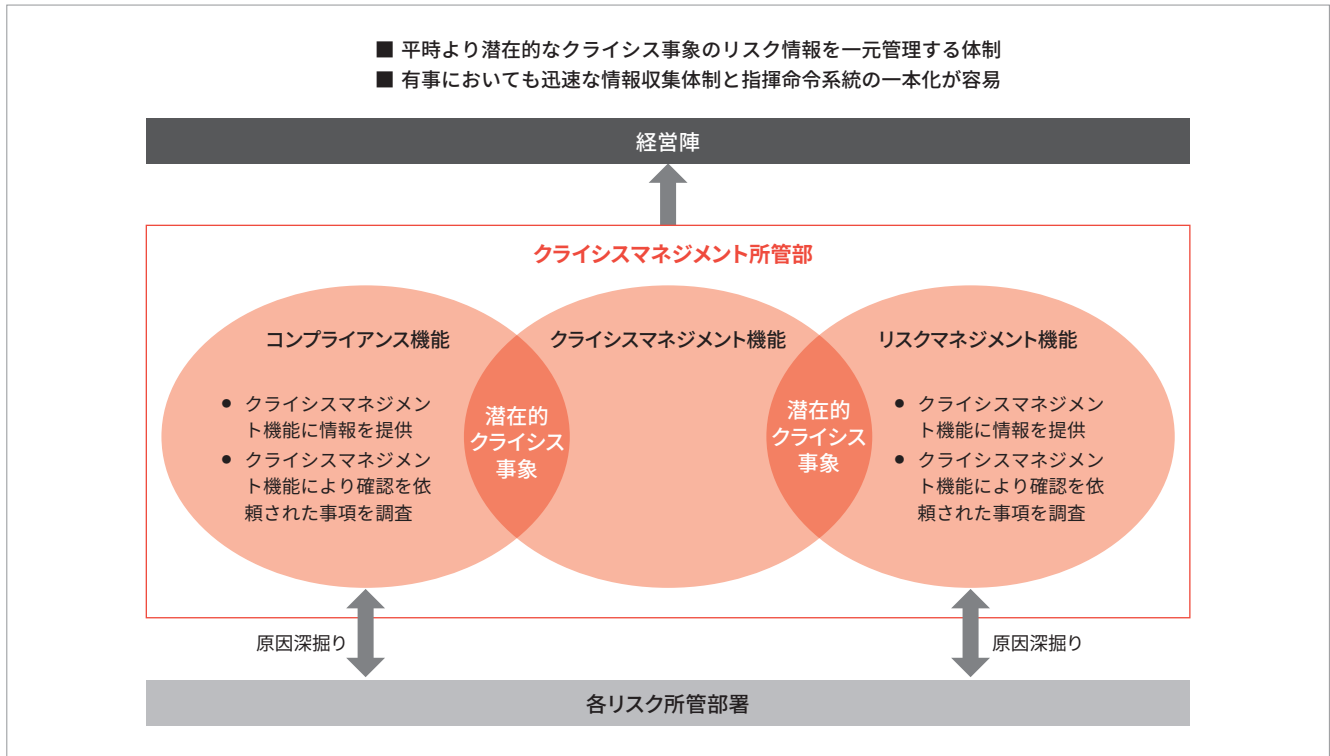 ■ 平時より潜在的なクライシス事象のリスク情報を一元管理する体制
■ 有事においても迅速な情報収集体制と指揮命令系統の一本化が容易
経営陣
クライシスマネジメント所管部
コンプライアンス機能
● クライシスマネジメン
ト機能に情報を提供
● クライシスマネジメン
ト機能により確認を依
頼された事項を調査
潜在的
クライシス
事象
クライシスマネジメント機能
潜在的
クライシス
事象
リスクマネジメント機能
● クライシスマネジメン
ト機能に情報を提供
● クライシスマネジメン
ト機能により確認を依
頼された事項を調査
原因深掘り
原因深掘り
各リスク所管部署